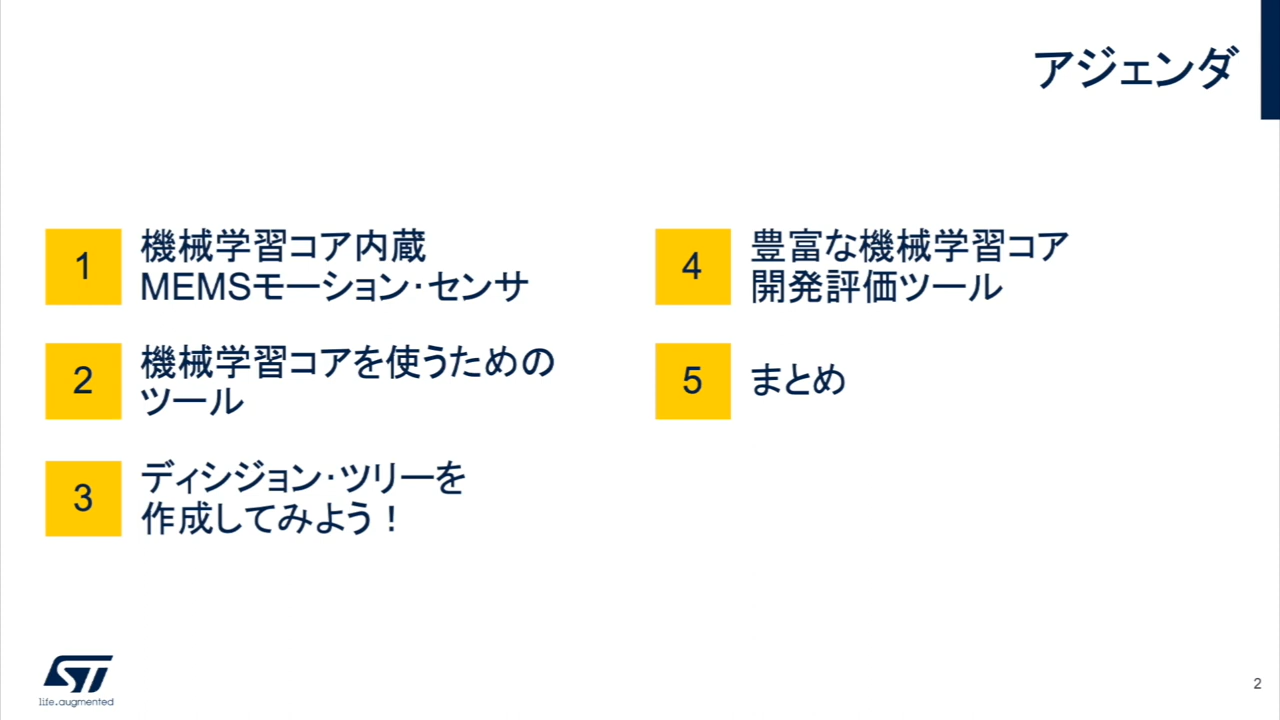 アジェンダ
1
機械学習コア内蔵
MEMSモーション･センサ
2
機械学習コアを使うための
ツール
3
ディシジョン･ツリーを
作成してみよう！
4
豊富な機械学習コア
開発評価ツール
5
まとめ
ST
life.augmented
2